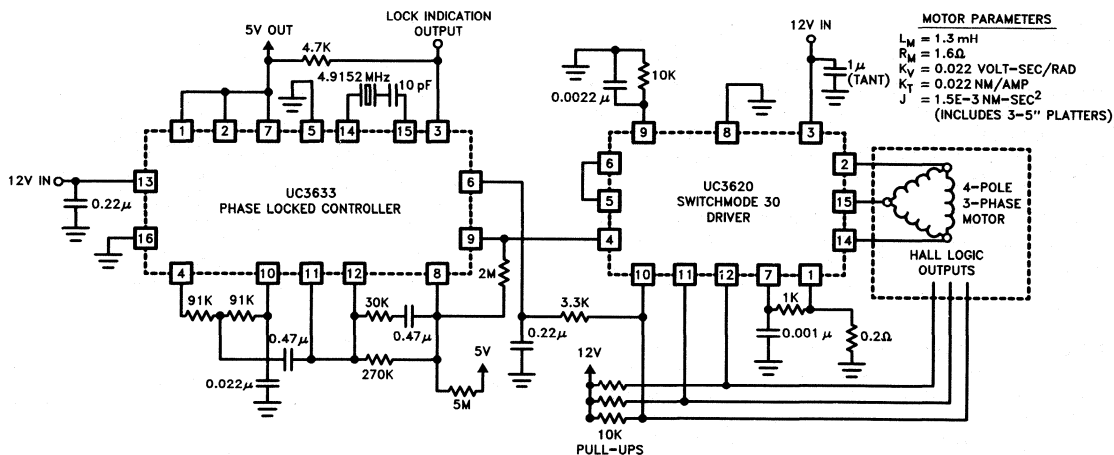 LOCK INDICATION
OUTPUT
5V OUT
4.7K
4.9152 MHz
10 pF
1
2
7
5
14
15
3
12V IN
13
0.22μ
16
UC3633
PHASE LOCKED CONTROLLER
6
9
4
10
11
12
8
91K
91K
30K
0.47μ
0.47μ
270K
0.022μ
2M
5V
5M
3.3K
0.22μ
12V IN
1μ
(TANT)
10K
0.0022μ
9
8
3
6
5
4
UC3620
SWITCHMODE 3O
DRIVER
2
15
14
10
11
12
7
1
1K
0.001 μ
0.2Ω
12V
10K
PULL-UPS
4-POLE
3-PHASE
MOTOR
HALL LOGIC
OUTPUTS
MOTOR PARAMETERS
LM = 1.3 mH
RM = 1.6Ω
KV = 0.022 VOLT-SEC/RAD
KT = 0.022 NM/AMP
J = 1.5E-3 NM-SEC2
(INCLUDES 3-5" PLATTERS)